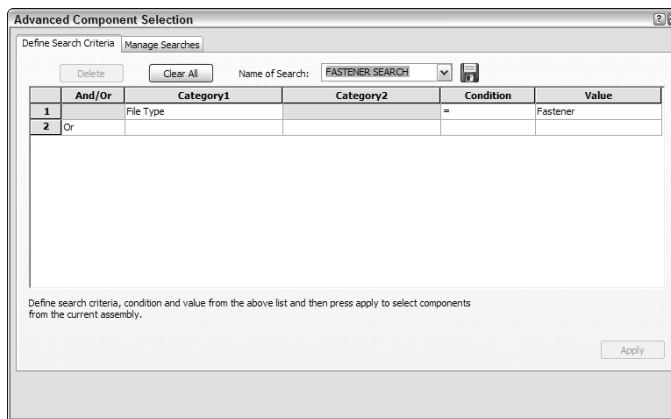 Advanced Component Selection
Define Search Criteria Manage Searches
Delete Clear All Name of Search: FASTENER SEARCH
And/Or Category1 Category2 Condition Value
1 File Type = Fastener
2 Or
Define search criteria, condition and value from the above list and then press apply to select components
from the current assembly.
Apply